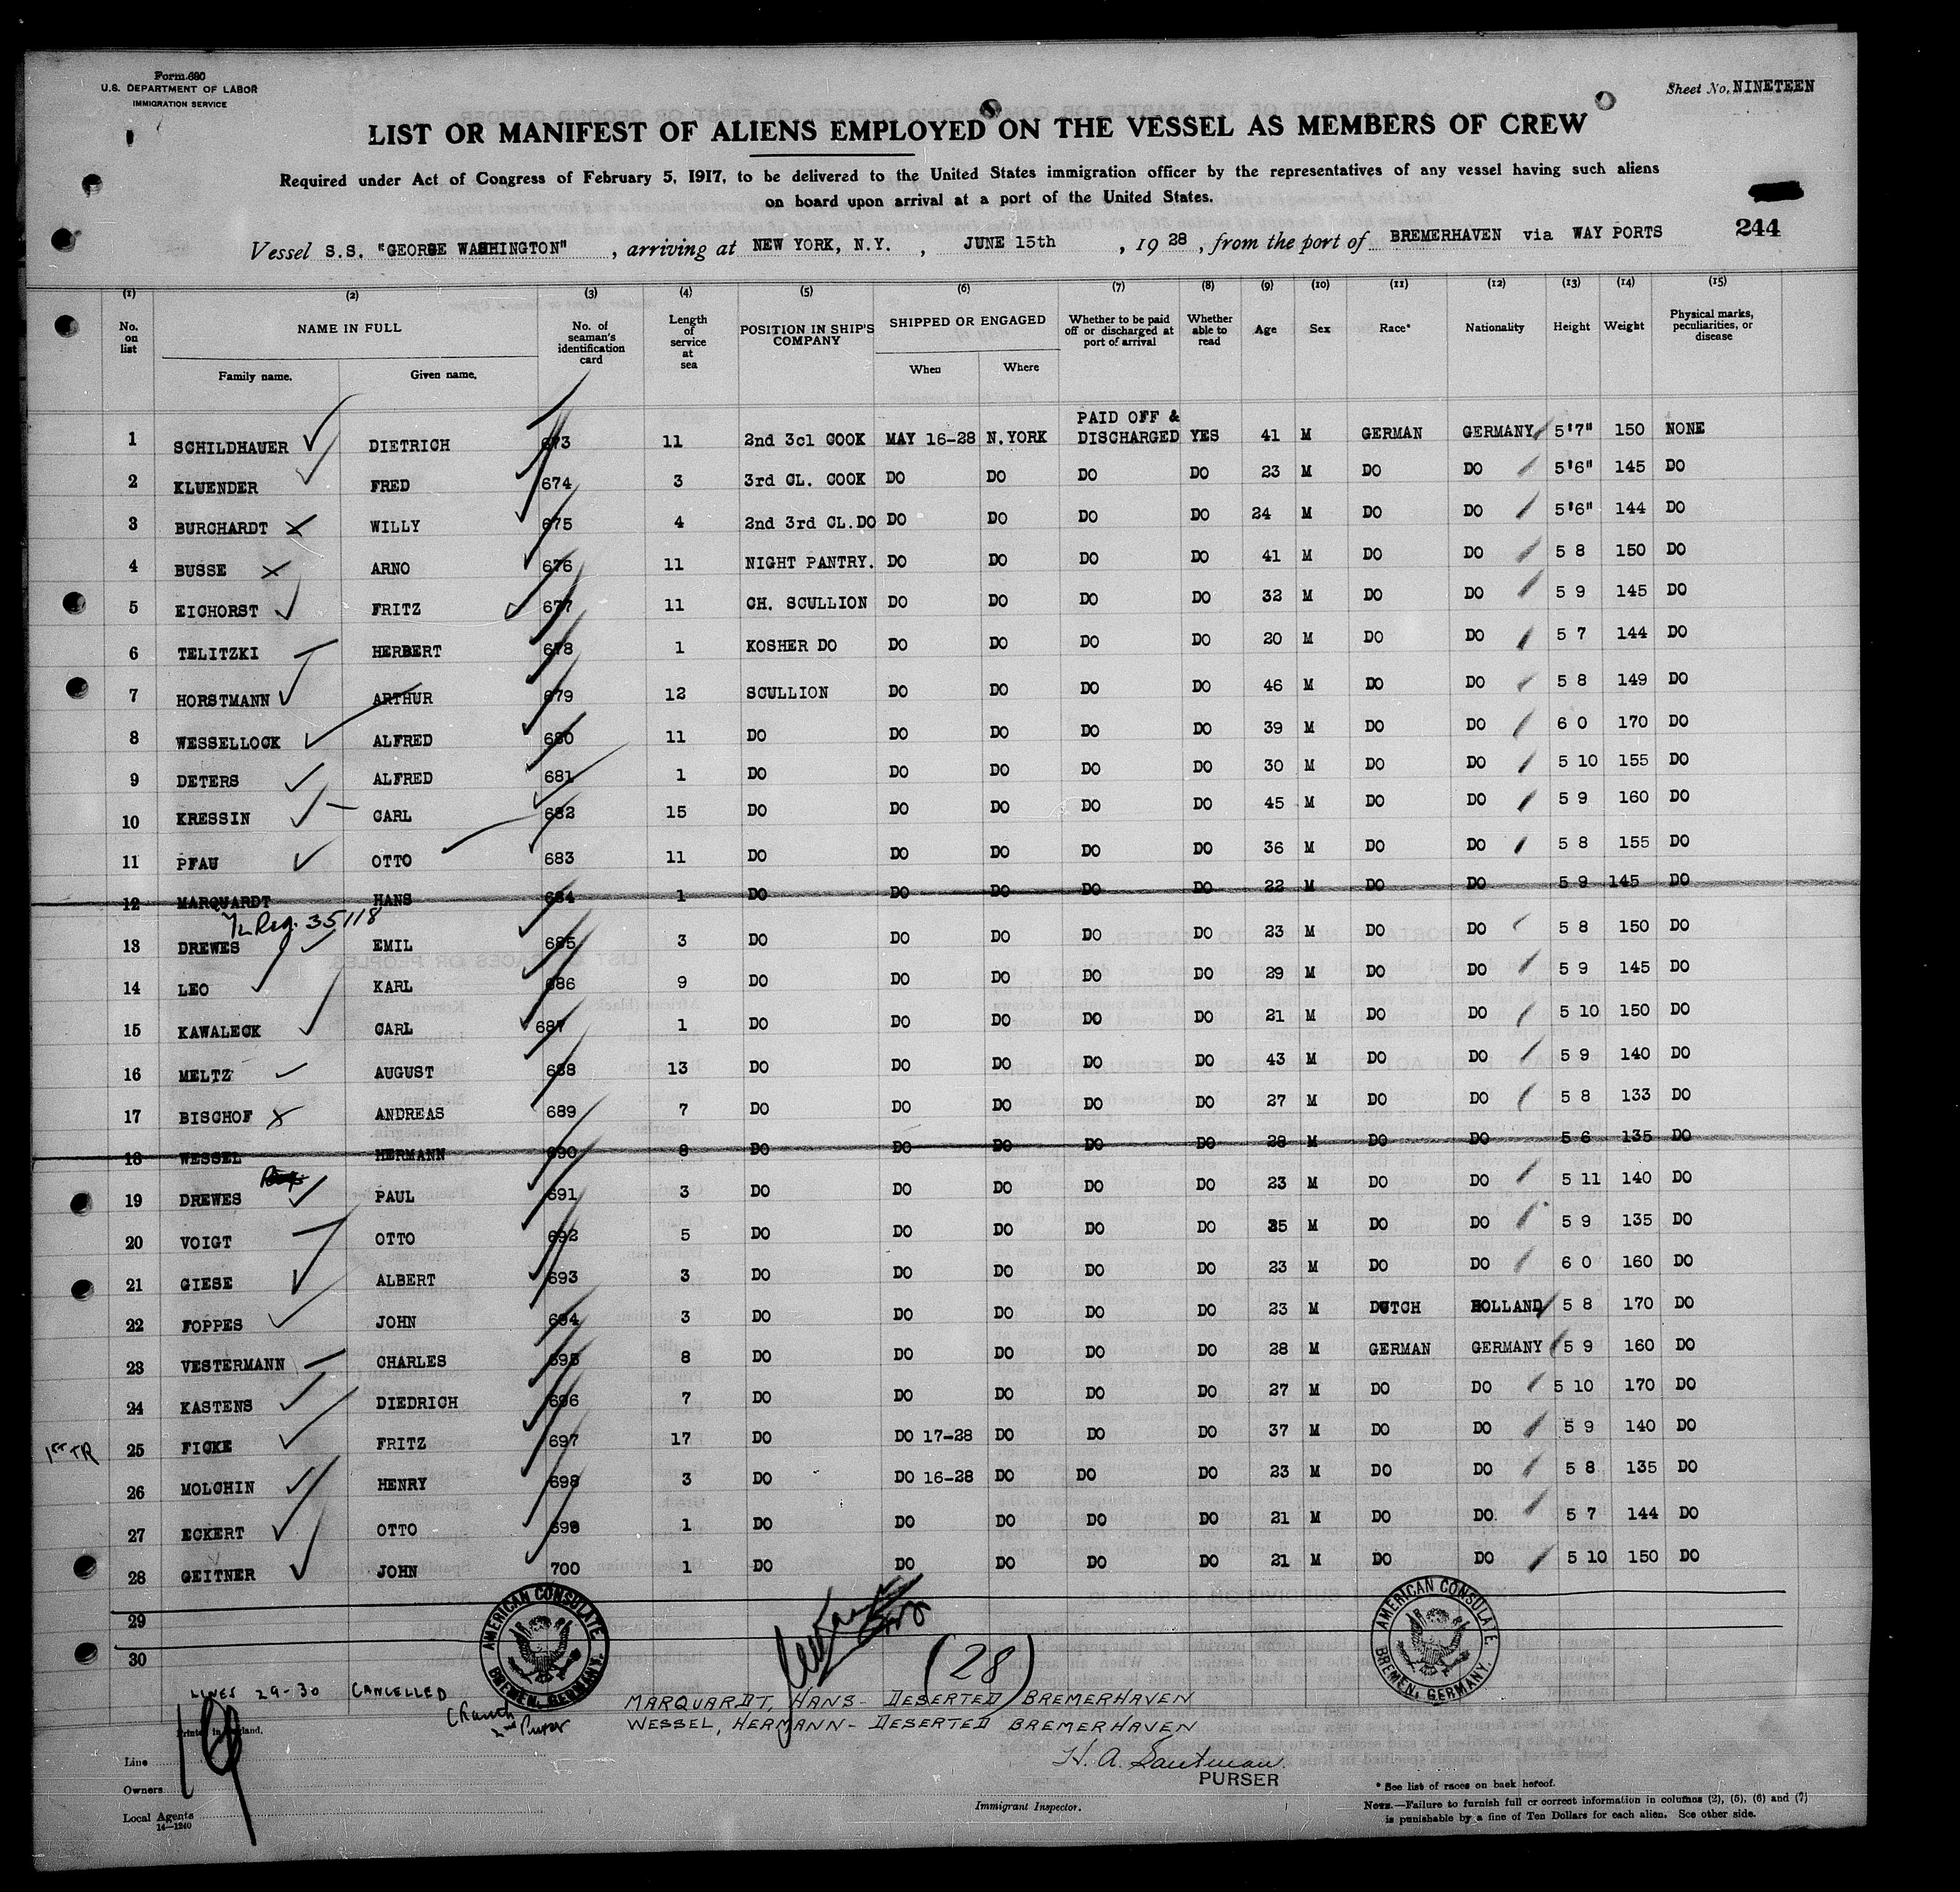 Form 680
U.S. DEPARTMENT OF LABOR
IMMIGRATION SERVICE
Sheet No. NINETEEN
LIST OR MANIFEST OF ALIENS EMPLOYED ON THE VESSEL AS MEMBERS OF CREW
Required under Act of Congress of February 5, 1917, to be delivered to the United States immigration officer by the representatives of any vessel having such aliens
on board upon arrival at a port of the United States.
244
Vessel S.S. "GEORGE WASHINGTON", arriving at NEW YORK, N.Y., JUNE 15th, 1928, from the port of BREMERHAVEN via WAY PORTS
(1) (2) (3) (4) (5) (6) (7) (8) (9) (10) (11) (12) (13) (14) (15)
No. on list NAME IN FULL Family name. Given name. No. of seaman's identification card Length of service at sea POSITION IN SHIP'S COMPANY SHIPPED OR ENGAGED When Where Whether to be paid off or discharged at port of arrival Whether able to read Age Sex Race* Nationality Height Weight Physical marks, peculiarities, or disease
1 SCHILDHAUER DIETRICH 673 11 2nd 3cl COOK MAY 16-28 N.YORK PAID OFF & DISCHARGED YES 41 M GERMAN GERMANY 5'7" 150 NONE
2 KLUENDER FRED 674 3 3rd CL. COOK DO DO DO DO 23 M DO DO 5'6" 145 DO
3 BURCHARDT WILLY 675 4 2nd 3rd CL.DO DO DO DO DO 24 M DO DO 5'6" 144 DO
4 BUSSE ARNO 676 11 NIGHT PANTRY. DO DO DO DO 41 M DO DO 5 8 150 DO
5 EICHORST FRITZ 677 11 CH. SCULLION DO DO DO DO 32 M DO DO 5 9 145 DO
6 TELITZKI HERBERT 678 1 KOSHER DO DO DO DO DO 20 M DO DO 5 7 144 DO
7 HORSTMANN ARTHUR 679 12 SCULLION DO DO DO DO 46 M DO DO 5 8 149 DO
8 WESSELLOCK ALFRED 680 11 DO DO DO DO DO 39 M DO DO 6 0 170 DO
9 DETERS ALFRED 681 1 DO DO DO DO DO 30 M DO DO 5 10 155 DO
10 KRESSIN CARL 682 15 DO DO DO DO DO 45 M DO DO 5 9 160 DO
11 PFAU OTTO 683 11 DO DO DO DO DO 36 M DO DO 5 8 155 DO
12 MARQUARDT HANS 684 1 DO DO DO DO DO 22 M DO DO 5 9 145 DO
35118
13 DREWES EMIL 685 3 DO DO DO DO DO 23 M DO DO 5 8 150 DO
14 LEO KARL 686 9 DO DO DO DO DO 29 M DO DO 5 9 145 DO
15 KAWALECK CARL 687 1 DO DO DO DO DO 21 M DO DO 5 10 150 DO
16 MELTZ AUGUST 688 13 DO DO DO DO DO 43 M DO DO 5 9 140 DO
17 BISCHOF ANDREAS 689 7 DO DO DO DO DO 27 M DO DO 5 8 133 DO
18 WESSEL HERMANN 690 8 DO DO DO DO DO 28 M DO DO 5 6 135 DO
19 DREWES PAUL 691 3 DO DO DO DO DO 23 M DO DO 5 11 140 DO
20 VOIGT OTTO 692 5 DO DO DO DO DO M DO DO 5 9 135 DO
21 GIESE ALBERT 693 3 DO DO DO DO DO 23 M DO DO 6 0 160 DO
22 FOPPES JOHN 694 3 DO DO DO DO DO 23 M DUTCH HOLLAND 5 8 170 DO
23 VESTERMANN CHARLES 695 8 DO DO DO DO DO 28 M GERMAN GERMANY 5 9 160 DO
24 KASTENS DIEDRICH 696 7 DO DO DO DO DO 27 M DO DO 5 10 170 DO
1ST TR 25 FICKE FRITZ 697 17 DO DO 17-28 DO DO DO 37 M DO DO 5 9 140 DO
26 MOLCHIN HENRY 698 3 DO DO 16-28 DO DO DO 23 M DO DO 5 8 135 DO
27 ECKERT OTTO 699 1 DO DO DO DO DO 21 M DO DO. 5 7 144 DO
28 GEITNER JOHN 700 1 DO DO DO DO DO 21 M DO DO 5 10 150 DO
29
30
AMERICAN CONSULATE BREMEN, GERMANY.
AMERICAN CONSULATE BREMEN, GERMANY.
(28)
LINES 29-30 CANCELLED
2nd Purser
MARQUARDT, HANS - DESERTED BREMERHAVEN
WESSEL, HERMANN - DESERTED BREMERHAVEN
PURSER
Line
Owners
Local Agents
14-1240
Immigrant Inspector.
* See list of races on back hereof.
NOTE.—Failure to furnish full or correct information in columns (2), (5), (6) and (7)
is punishable by a fine of Ten Dollars for each alien. See other side.